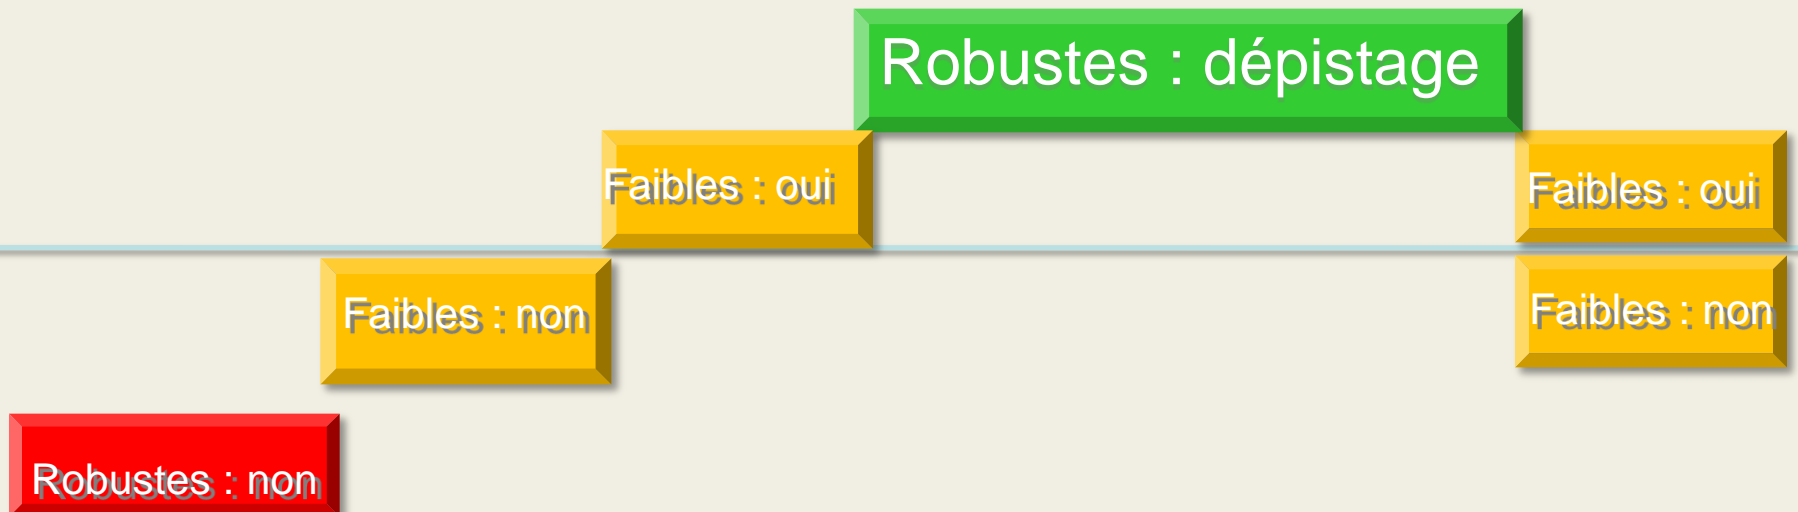 Robustes : dépistage
Faibles : oui
Faibles : oui
Faibles : non
Faibles : non
Robustes : non